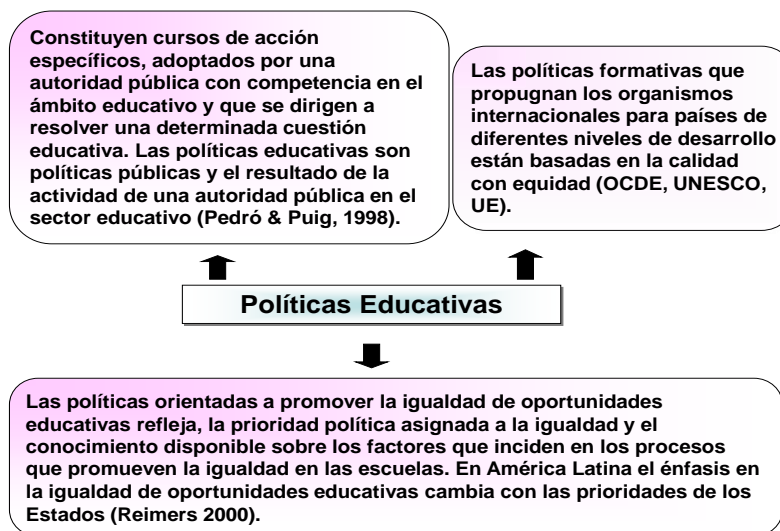 Constituyen cursos de acción
específicos, adoptados por una
autoridad pública con competencia en el
ámbito educativo y que se dirigen a
resolver una determinada cuestión
educativa. Las políticas educativas son
políticas públicas y el resultado de la
actividad de una autoridad pública en el
sector educativo (Pedró & Puig, 1998).
Las políticas formativas que
propugnan los organismos
internacionales para países de
diferentes niveles de desarrollo
están basadas en la calidad
con equidad (OCDE, UNESCO,
UE).
Políticas Educativas
Las políticas orientadas a promover la igualdad de oportunidades
educativas refleja, la prioridad política asignada a la igualdad y el
conocimiento disponible sobre los factores que inciden en los procesos
que promueven la igualdad en las escuelas. En América Latina el énfasis en
la igualdad de oportunidades educativas cambia con las prioridades de los
Estados (Reimers 2000).